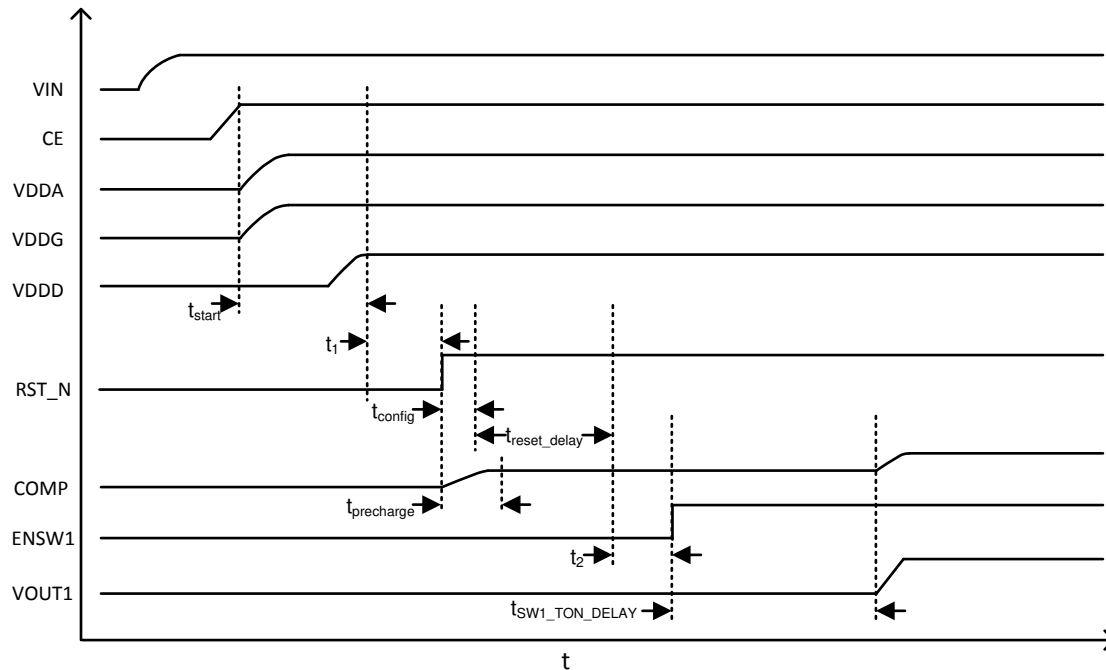 VIN
CE
VDDA
VDDG
VDDD
tstart
t1
RST_N
tconfig
treset_delay
COMP
tprecharge
ENSW1
t2
VOUT1
tSW1_TON_DELAY
t